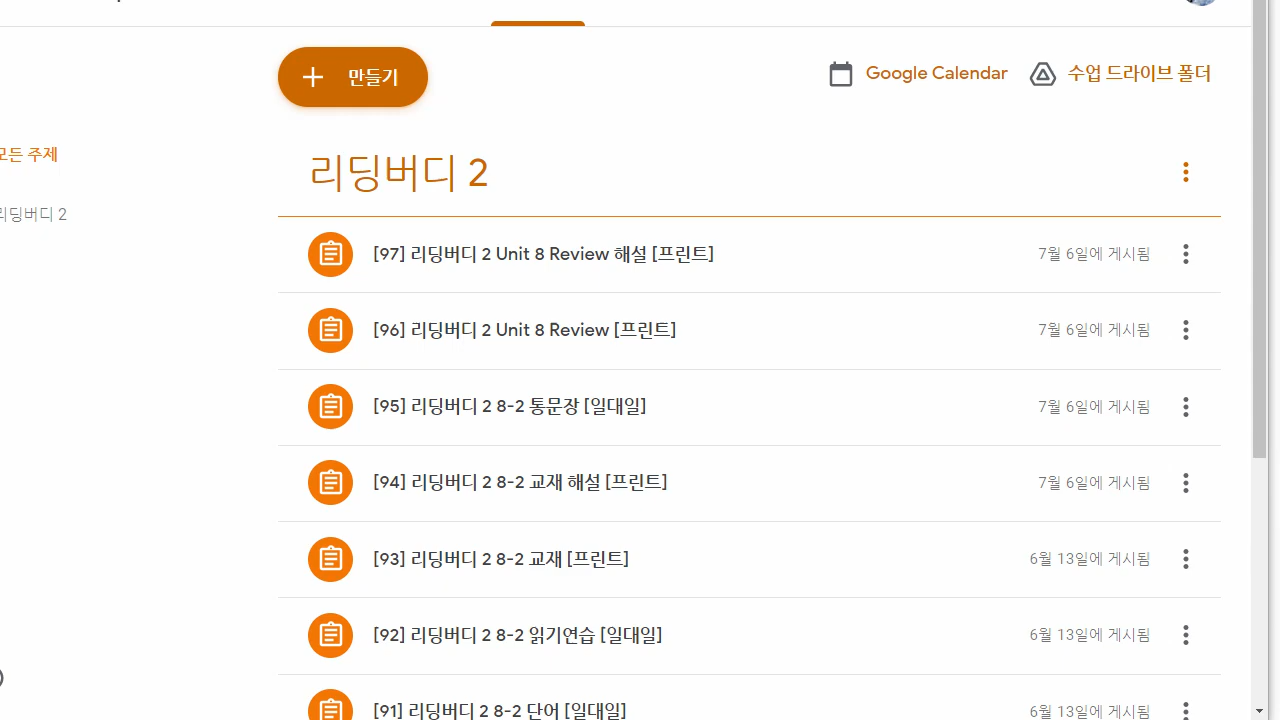 만들기
Google Calendar
수업 드라이브 폴더
모든 주제
리딩버디 2
리딩버디 2
[97] 리딩버디 2 Unit 8 Review 해설 [프린트]
7월 6일에 게시됨
[96] 리딩버디 2 Unit 8 Review [프린트]
7월 6일에 게시됨
[95] 리딩버디 2 8-2 통문장 [일대일]
7월 6일에 게시됨
[94] 리딩버디 2 8-2 교재 해설 [프린트]
7월 6일에 게시됨
[93] 리딩버디 2 8-2 교재 [프린트]
6월 13일에 게시됨
[92] 리딩버디 2 8-2 읽기연습 [일대일]
6월 13일에 게시됨
[91] 리딩버디 2 8-2 단어 [일대일]
6월 13일에 게시됨